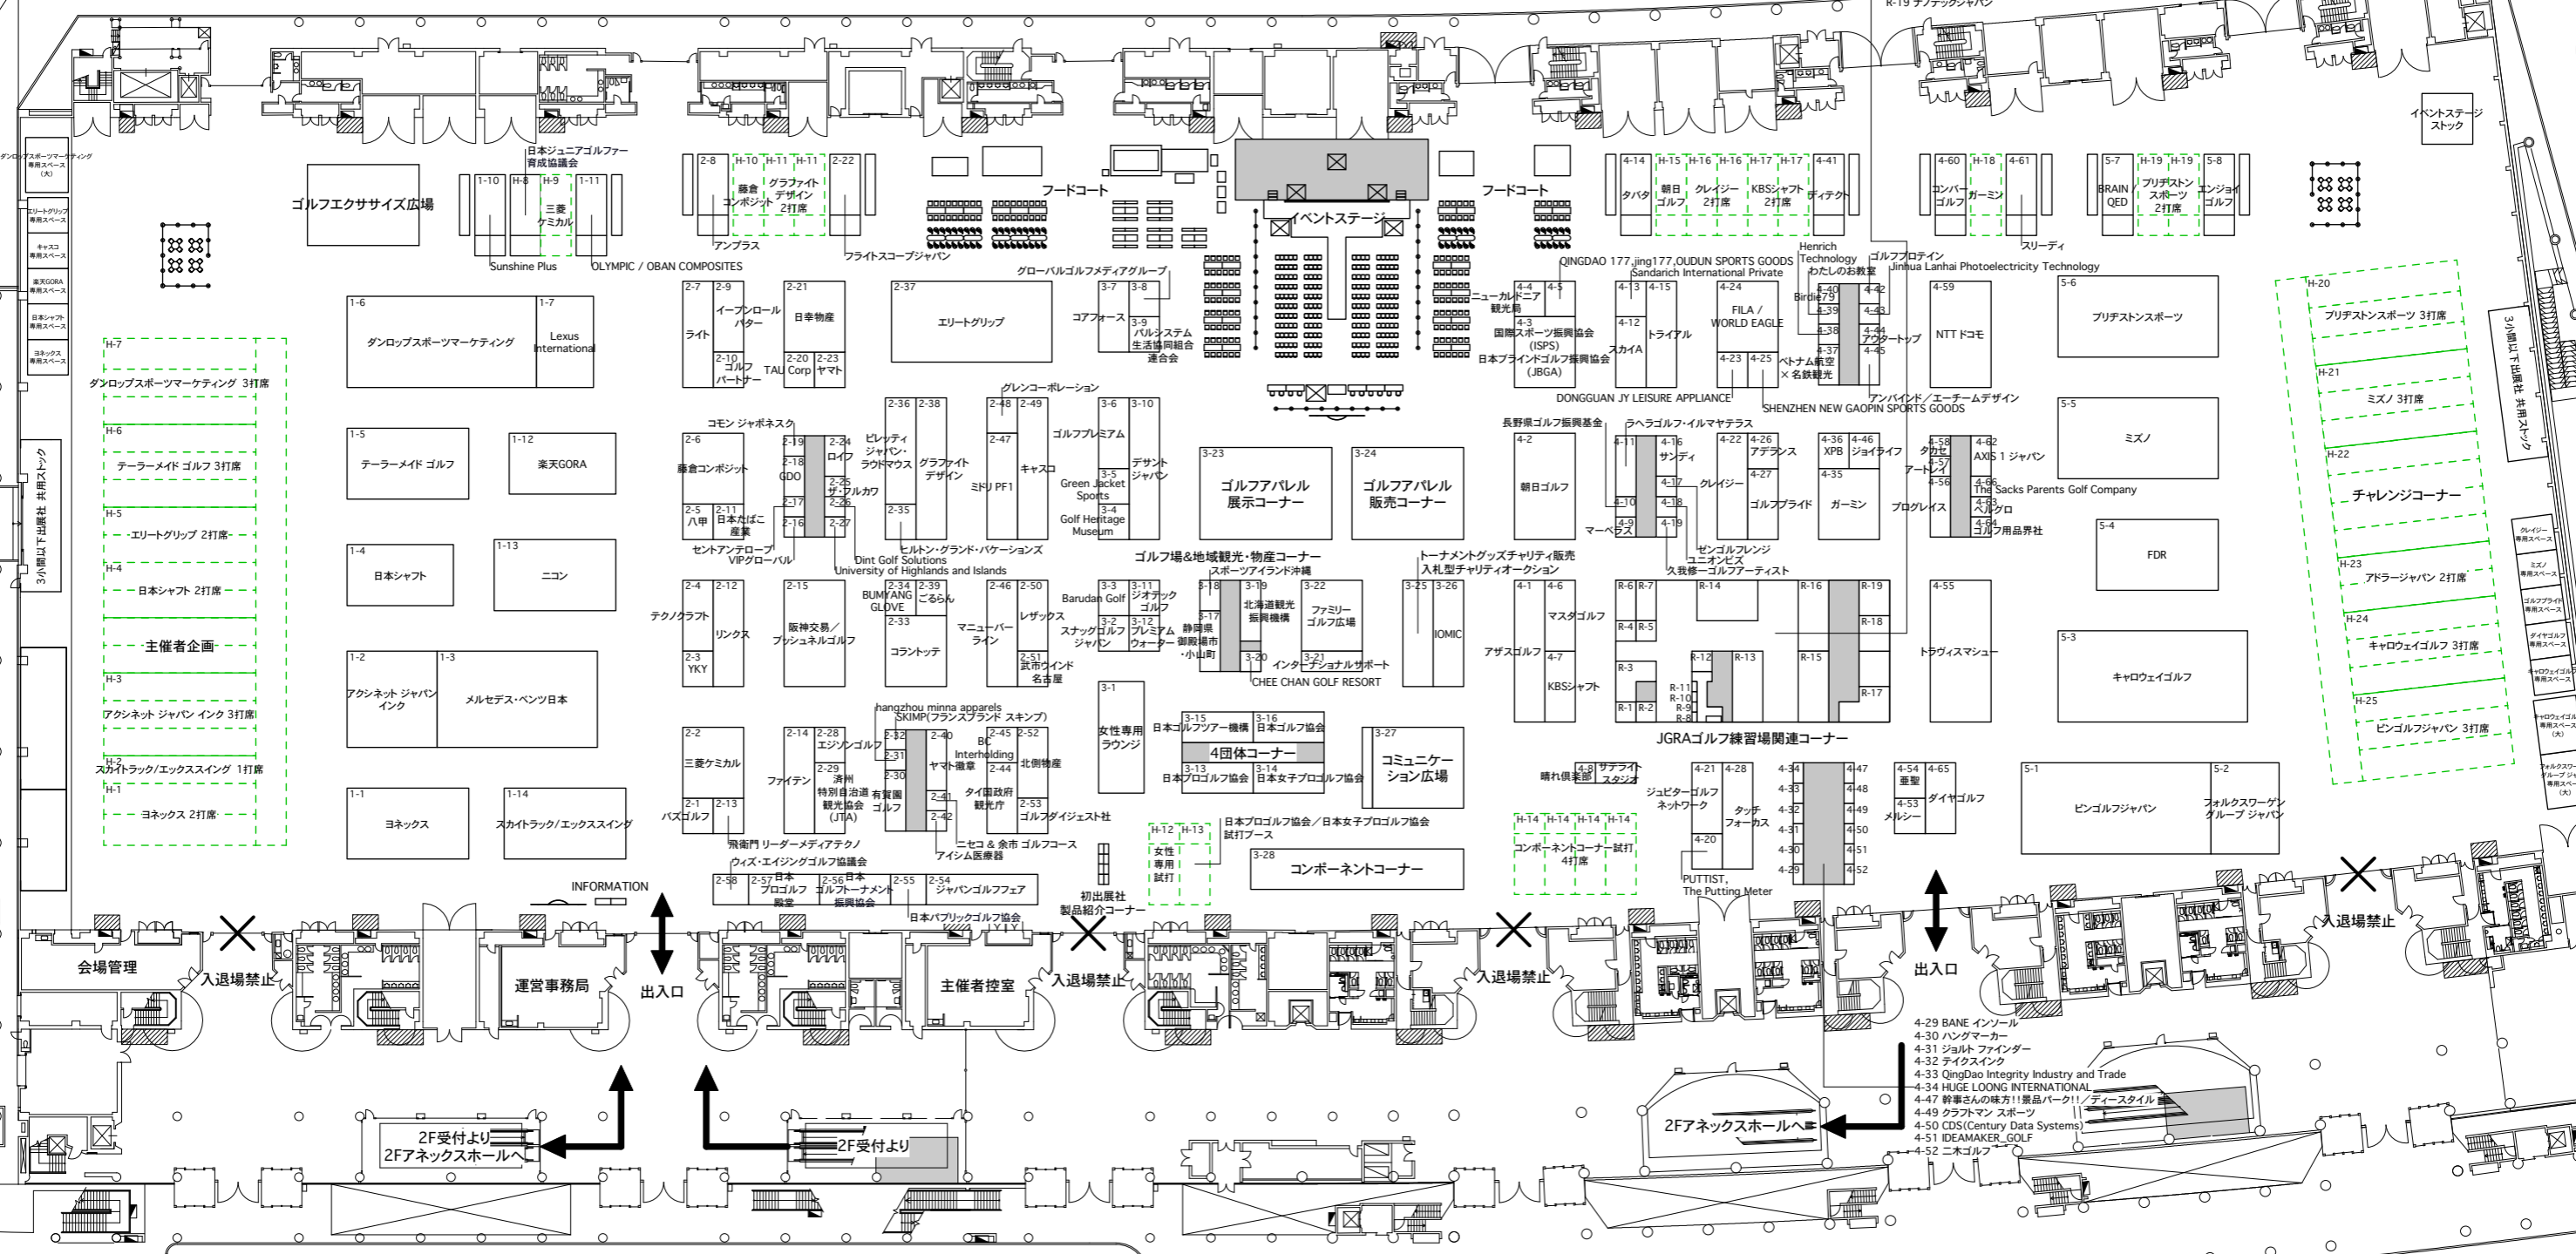 R-19 ナノテックジャパン
イベントステージ
ストック
ダンロップスポーツマーケティング
専用スペース
(大)
エリートグリップ
専用スペース
キャスコ
専用スペース
楽天GORA
専用スペース
日本シャフト
専用スペース
ヨネックス
専用スペース
3小間以下出展社 共用ストック
ゴルフエクササイズ広場
日本ジュニアゴルファー
育成協議会
1-10
H-8
H-9
三菱
ケミカル
1-11
Sunshine Plus
OLYMPIC / OBAN COMPOSITES
2-8
H-10
藤倉
コンポジット
H-11
H-11
グラファイト
デザイン
2打席
2-22
アンプラス
フライトスコープジャパン
フードコート
イベントステージ
フードコート
4-14
タバタ
H-15
朝日
ゴルフ
H-16
H-16
クレイジー
2打席
H-17
H-17
KBSシャフト
2打席
4-41
ディテクト
4-60
コンバー
ゴルフ
H-18
ガーミン
4-61
スリーディ
5-7
BRAIN /
QED
H-19
H-19
ブリヂストン
スポーツ
2打席
5-8
エンジョイ
ゴルフ
H-7
ダンロップスポーツマーケティング 3打席
H-6
テーラーメイド ゴルフ 3打席
H-5
エリートグリップ 2打席
H-4
日本シャフト 2打席
主催者企画
H-3
アクシネット ジャパン インク 3打席
H-2
スカイトラック/エックススイング 1打席
H-1
ヨネックス 2打席
1-6
ダンロップスポーツマーケティング
1-7
Lexus
International
1-5
テーラーメイド ゴルフ
1-12
楽天GORA
1-4
日本シャフト
1-13
ニコン
1-2
アクシネット ジャパン
インク
1-3
メルセデス・ベンツ日本
1-1
ヨネックス
1-14
スカイトラック/エックススイング
2-7
ライト
2-9
イーブンロール
パター
2-10
ゴルフ
パートナー
2-21
日幸物産
2-20
TAU Corp
2-23
ヤマト
2-37
エリートグリップ
グローバルゴルフメディアグループ
3-7
コアフォース
3-8
3-9
パルシステム
生活協同組合
連合会
コモン ジャポネスク
2-6
藤倉コンポジット
2-5
八甲
2-11
日本たばこ
産業
2-19
2-18
GDO
2-17
2-16
2-24
ロイフ
2-25
ザ・フルカワ
2-26
2-27
セントアンテロープ
VIPグローバル
Dint Golf Solutions
University of Highlands and Islands
2-36
ビレッティ
ジャパン・
ラウドマウス
2-38
グラファイト
デザイン
2-35
ヒルトン・グランド・バケーションズ
グレンコーポレーション
2-48
2-49
2-47
ミドリ PF1
キャスコ
3-6
ゴルフプレミアム
3-10
デサント
ジャパン
3-5
Green Jacket
Sports
3-4
Golf Heritage
Museum
3-23
ゴルフアパレル
展示コーナー
3-24
ゴルフアパレル
販売コーナー
QINGDAO 177,jing177,OUDUN SPORTS GOODS
Sandarich International Private
4-4
ニューカレドニア
観光局
4-5
4-3
国際スポーツ振興協会
(ISPS)
日本ブラインドゴルフ振興協会
(JBGA)
4-13
4-15
トライアル
4-12
スカイA
4-24
FILA /
WORLD EAGLE
4-23
4-25
DONGGUAN JY LEISURE APPLIANCE
SHENZHEN NEW GAOPIN SPORTS GOODS
Henrich
Technology
わたしのお教室
ゴルフプロテイン
Jinhua Lanhai Photoelectricity Technology
4-40
Birdie79
4-39
4-38
4-37
ベトナム航空
× 名鉄観光
4-42
4-43
4-44
アウタートップ
4-45
アンバインド／エーチームデザイン
4-59
NTT ドコモ
5-6
ブリヂストンスポーツ
5-5
ミズノ
5-4
FDR
5-3
キャロウェイゴルフ
5-1
ピンゴルフジャパン
5-2
フォルクスワーゲン
グループ ジャパン
長野県ゴルフ振興基金
ラヘラゴルフ・イルマヤテラス
4-2
朝日ゴルフ
4-11
4-10
4-9
マーベラス
4-16
サンディ
4-17
4-18
4-19
ゼンゴルフレンジ
ユニオンビズ
久我修一ゴルフアーティスト
4-22
クレイジー
4-26
アデランス
4-27
ゴルフプライド
4-36
XPB
4-46
ジョイライフ
4-35
ガーミン
4-58
タカセ
4-57
アートレイ
4-56
プログレイス
4-62
AXIS 1 ジャパン
4-66
The Sacks Parents Golf Company
4-63
ベルグロ
4-64
ゴルフ用品界社
2-4
テクノクラフト
2-12
リンクス
2-3
YKY
2-15
阪神交易／
ブッシュネルゴルフ
2-34
BUMYANG
GLOVE
2-39
ごるらん
2-33
コラントッテ
2-46
マニューバー
ライン
2-50
レザックス
2-51
武市ウインド
名古屋
3-3
Barudan Golf
3-11
ジオテック
ゴルフ
3-2
スナッグゴルフ
ジャパン
3-12
プレミアム
ウォーター
ゴルフ場&地域観光・物産コーナー
スポーツアイランド沖縄
3-18
3-17
静岡県
御殿場市
・小山町
3-19
北海道観光
振興機構
3-20
3-22
ファミリー
ゴルフ広場
3-21
インターナショナルサポート
CHEE CHAN GOLF RESORT
トーナメントグッズチャリティ販売
入札型チャリティオークション
3-25
3-26
IOMIC
4-1
アザスゴルフ
4-6
マスダゴルフ
4-7
KBSシャフト
R-6
R-7
R-4
R-5
R-3
R-1
R-2
R-14
R-12
R-13
R-11
R-10
R-9
R-8
R-16
R-15
R-19
R-18
R-17
JGRAゴルフ練習場関連コーナー
4-55
トラヴィスマシュー
2-2
三菱ケミカル
2-1
バズゴルフ
2-13
飛衛門 リーダーメディアテクノ
2-14
ファイテン
2-28
エジソンゴルフ
2-29
済州
特別自治道
観光協会
(JTA)
hangzhou minna apparels
SKIMP(フランスブランド スキンプ)
2-32
2-31
2-30
有賀園
ゴルフ
2-40
ヤマト徽章
2-41
2-42
ニセコ & 余市 ゴルフコース
アイシム医療器
BC
Interholding
2-45
2-44
タイ国政府
観光庁
2-52
北側物産
2-53
ゴルフダイジェスト社
3-1
女性専用
ラウンジ
3-15
日本ゴルフツアー機構
3-16
日本ゴルフ協会
4団体コーナー
3-13
日本プロゴルフ協会
3-14
日本女子プロゴルフ協会
3-27
コミュニケー
ション広場
4-8
晴れ倶楽部
サテライト
スタジオ
4-21
ジュピターゴルフ
ネットワーク
4-28
タッチ
フォーカス
4-20
PUTTIST,
The Putting Meter
4-34
4-33
4-32
4-31
4-30
4-29
4-47
4-48
4-49
4-50
4-51
4-52
4-54
亜聖
4-53
メルシー
4-65
ダイヤゴルフ
ウィズ・エイジングゴルフ協議会
2-58
2-57
日本
プロゴルフ
殿堂
2-56
日本
ゴルフトーナメント
振興協会
2-55
2-54
ジャパンゴルフフェア
日本パブリックゴルフ協会
初出展社
製品紹介コーナー
H-12
H-13
女性
専用
試打
日本プロゴルフ協会／日本女子プロゴルフ協会
試打ブース
3-28
コンポーネントコーナー
H-14
H-14
H-14
H-14
コンポーネントコーナー試打
4打席
H-20
ブリヂストンスポーツ 3打席
H-21
ミズノ 3打席
H-22
チャレンジコーナー
H-23
アドラージャパン 2打席
H-24
キャロウェイゴルフ 3打席
H-25
ピンゴルフジャパン 3打席
3小間以下出展社 共用ストック
クレイジー
専用スペース
ミズノ
専用スペース
ゴルフプライド
専用スペース
ダイヤゴルフ
専用スペース
キャロウェイゴルフ
専用スペース
キャロウェイゴルフ
専用スペース
(大)
フォルクスワーゲン
グループ ジャパン
専用スペース
(大)
INFORMATION
会場管理
入退場禁止
運営事務局
出入口
主催者控室
入退場禁止
入退場禁止
出入口
入退場禁止
2F受付より
2Fアネックスホールへ
2F受付より
2Fアネックスホールへ
4-29 BANE インソール
4-30 ハングマーカー
4-31 ジョルト ファインダー
4-32 テイクスインク
4-33 QingDao Integrity Industry and Trade
4-34 HUGE LOONG INTERNATIONAL
4-47 幹事さんの味方!!景品パーク!!／ディースタイル
4-49 クラフトマン スポーツ
4-50 CDS(Century Data Systems)
4-51 IDEAMAKER_GOLF
4-52 二木ゴルフ